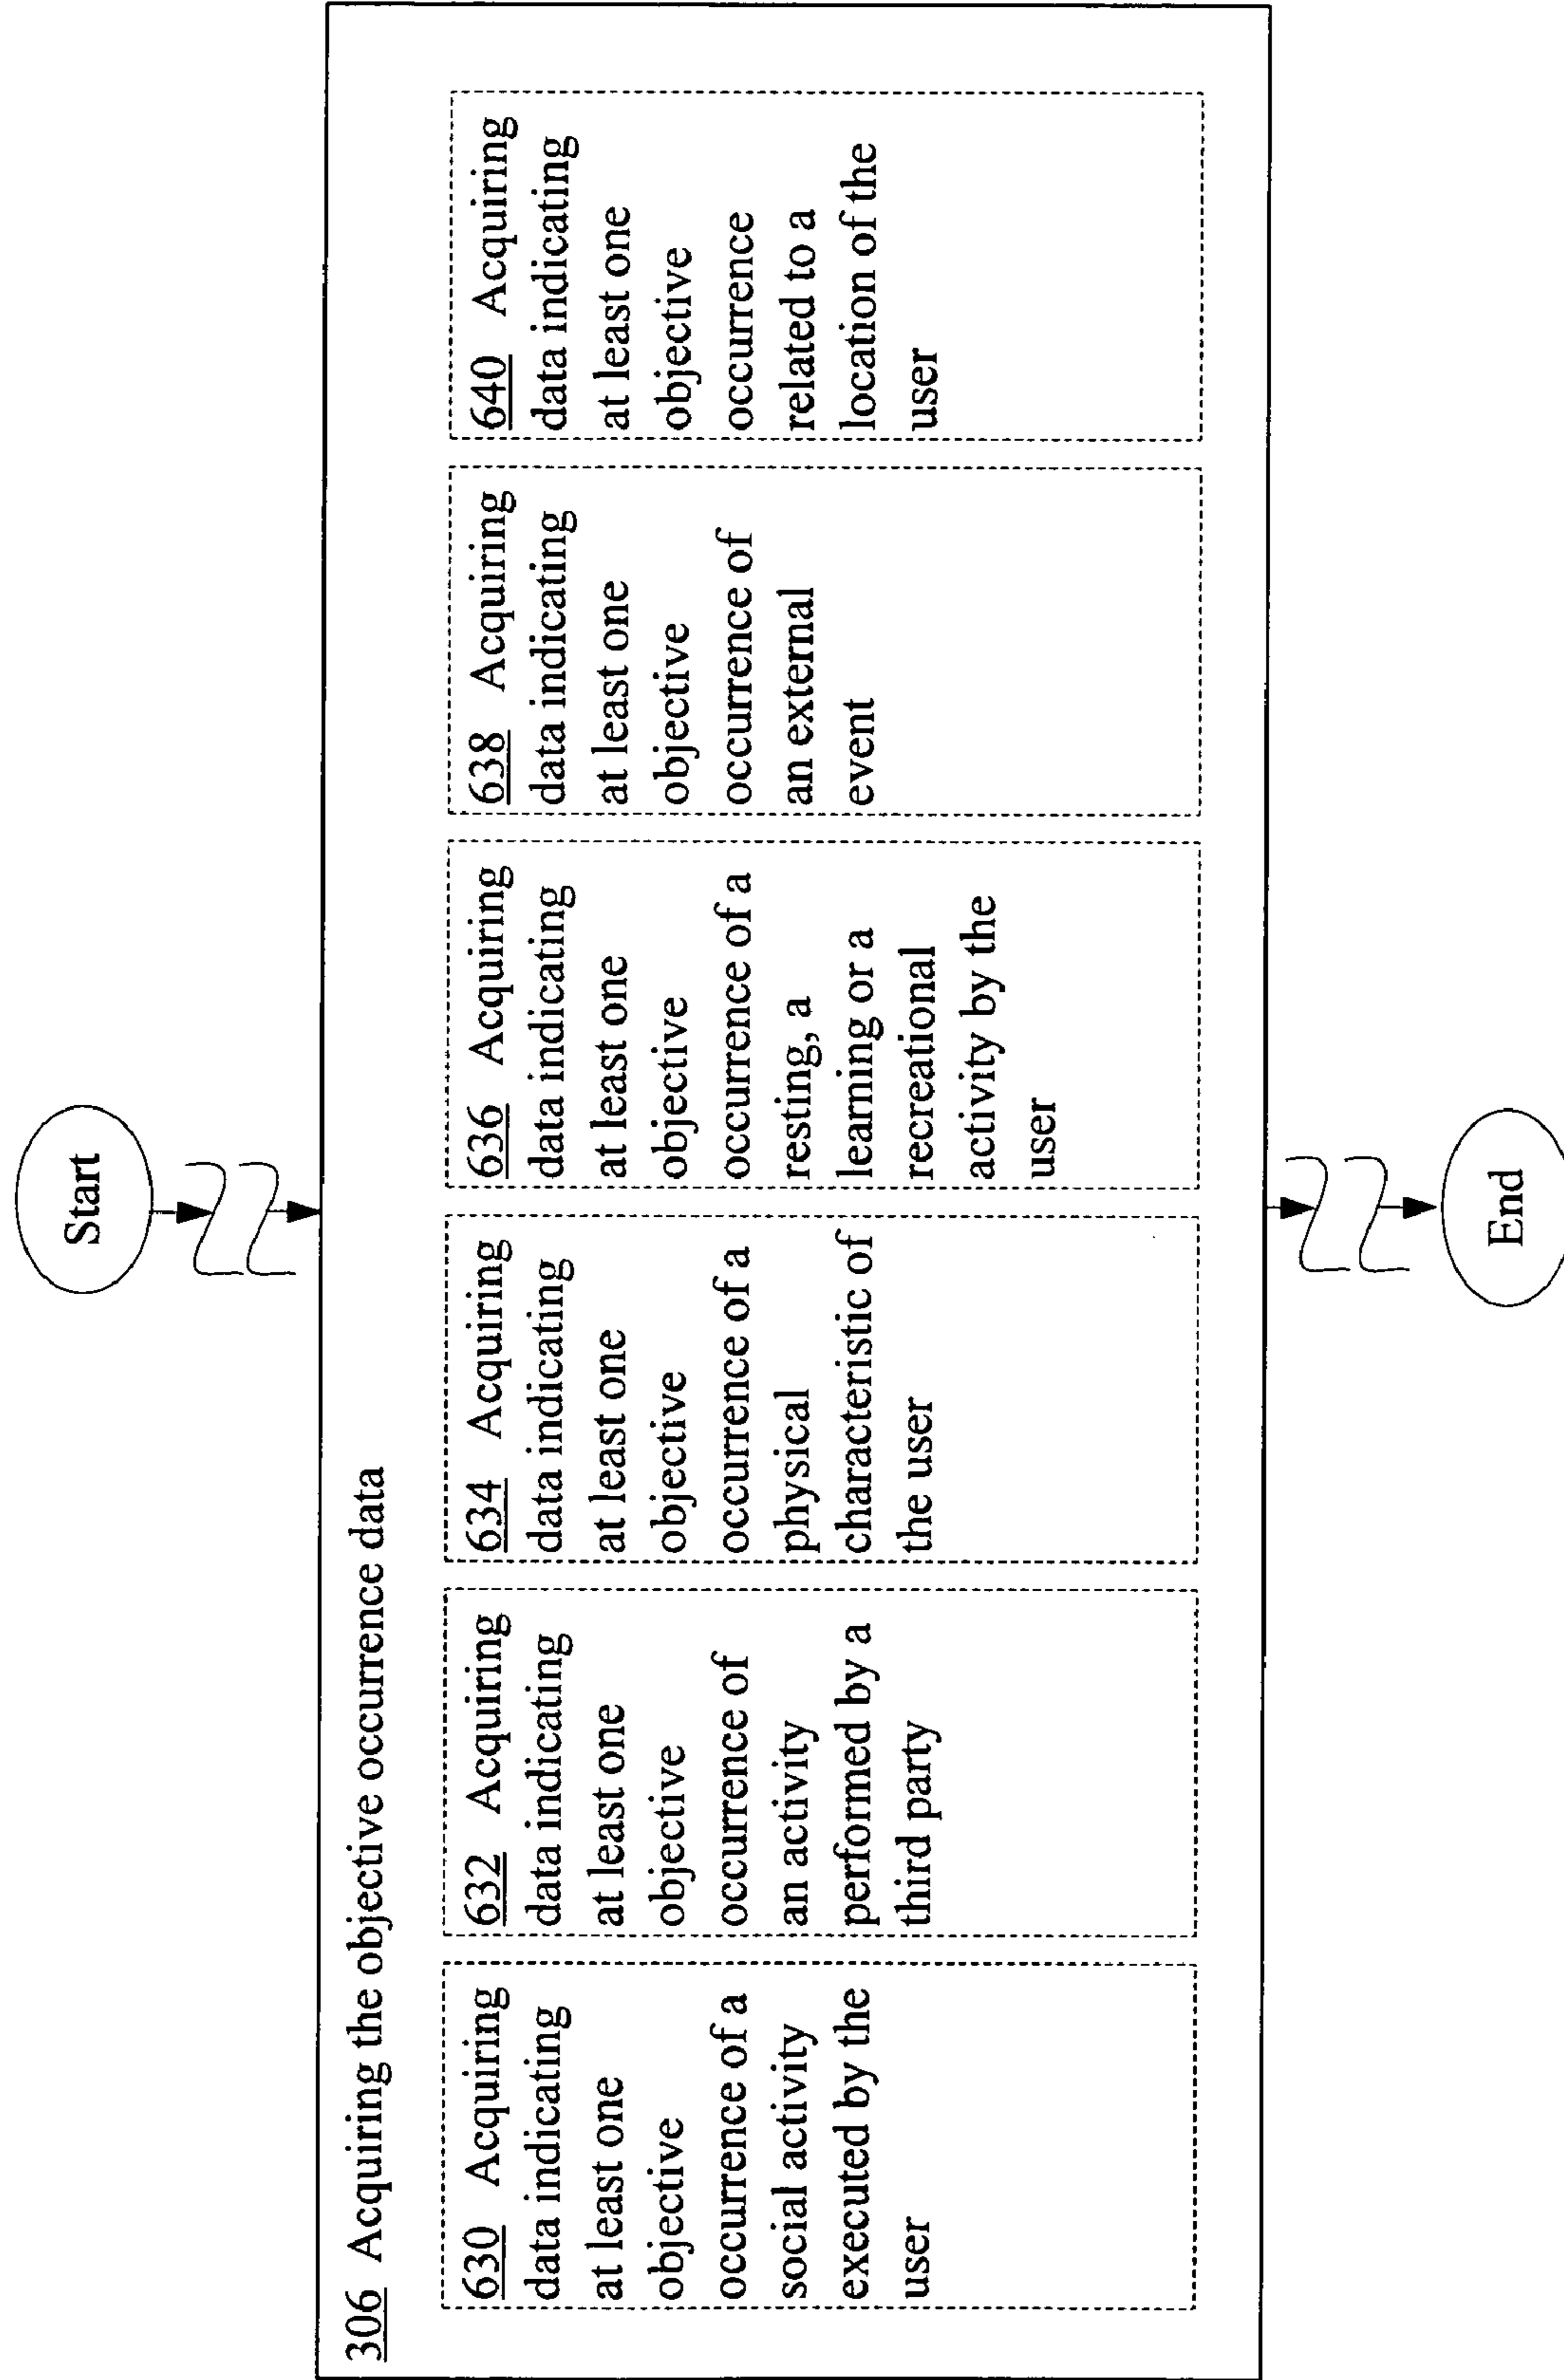 Start
306 Acquiring the objective occurrence data
630 Acquiring
data indicating
at least one
objective
occurrence of a
social activity
executed by the
user
632 Acquiring
data indicating
at least one
objective
occurrence of
an activity
performed by a
third party
634 Acquiring
data indicating
at least one
objective
occurrence of a
physical
characteristic of
the user
636 Acquiring
data indicating
at least one
objective
occurrence of a
resting, a
learning or a
recreational
activity by the
user
638 Acquiring
data indicating
at least one
objective
occurrence of
an external
event
640 Acquiring
data indicating
at least one
objective
occurrence
related to a
location of the
user
End